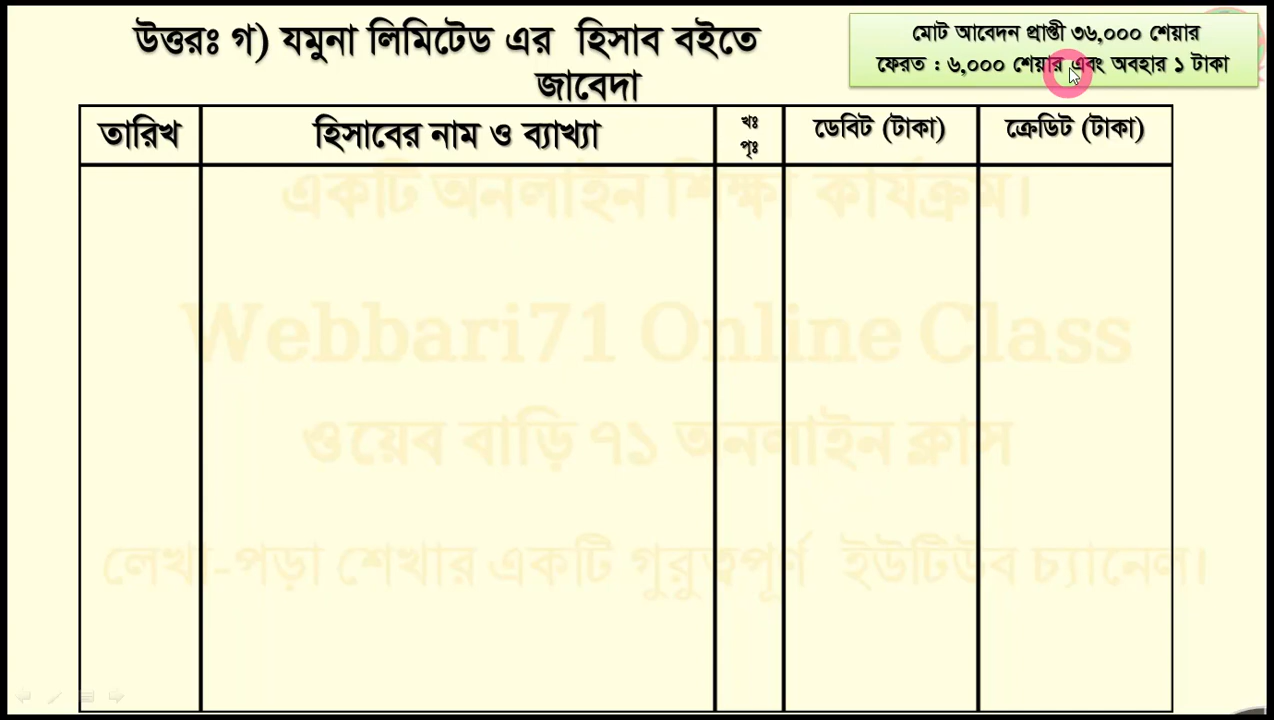 উত্তরঃ গ) যমুনা লিমিটেড এর হিসাব বইতে
জাবেদা
মোট আবেদন প্রাপ্তী ৩৬,০০০ শেয়ার
ফেরত : ৬,০০০ শেয়ার এবং অবহার ১ টাকা
তারিখ
হিসাবের নাম ও ব্যাখ্যা
খঃ
পৃঃ
ডেবিট (টাকা)
ক্রেডিট (টাকা)
একটি অনলাইন শিক্ষা কার্যক্রম।
Webbari71 Online Class
ওয়েব বাড়ি ৭১ অনলাইন ক্লাস
লেখা-পড়া শেখার একটি গুরুত্বপূর্ণ ইউটিউব চ্যানেল।